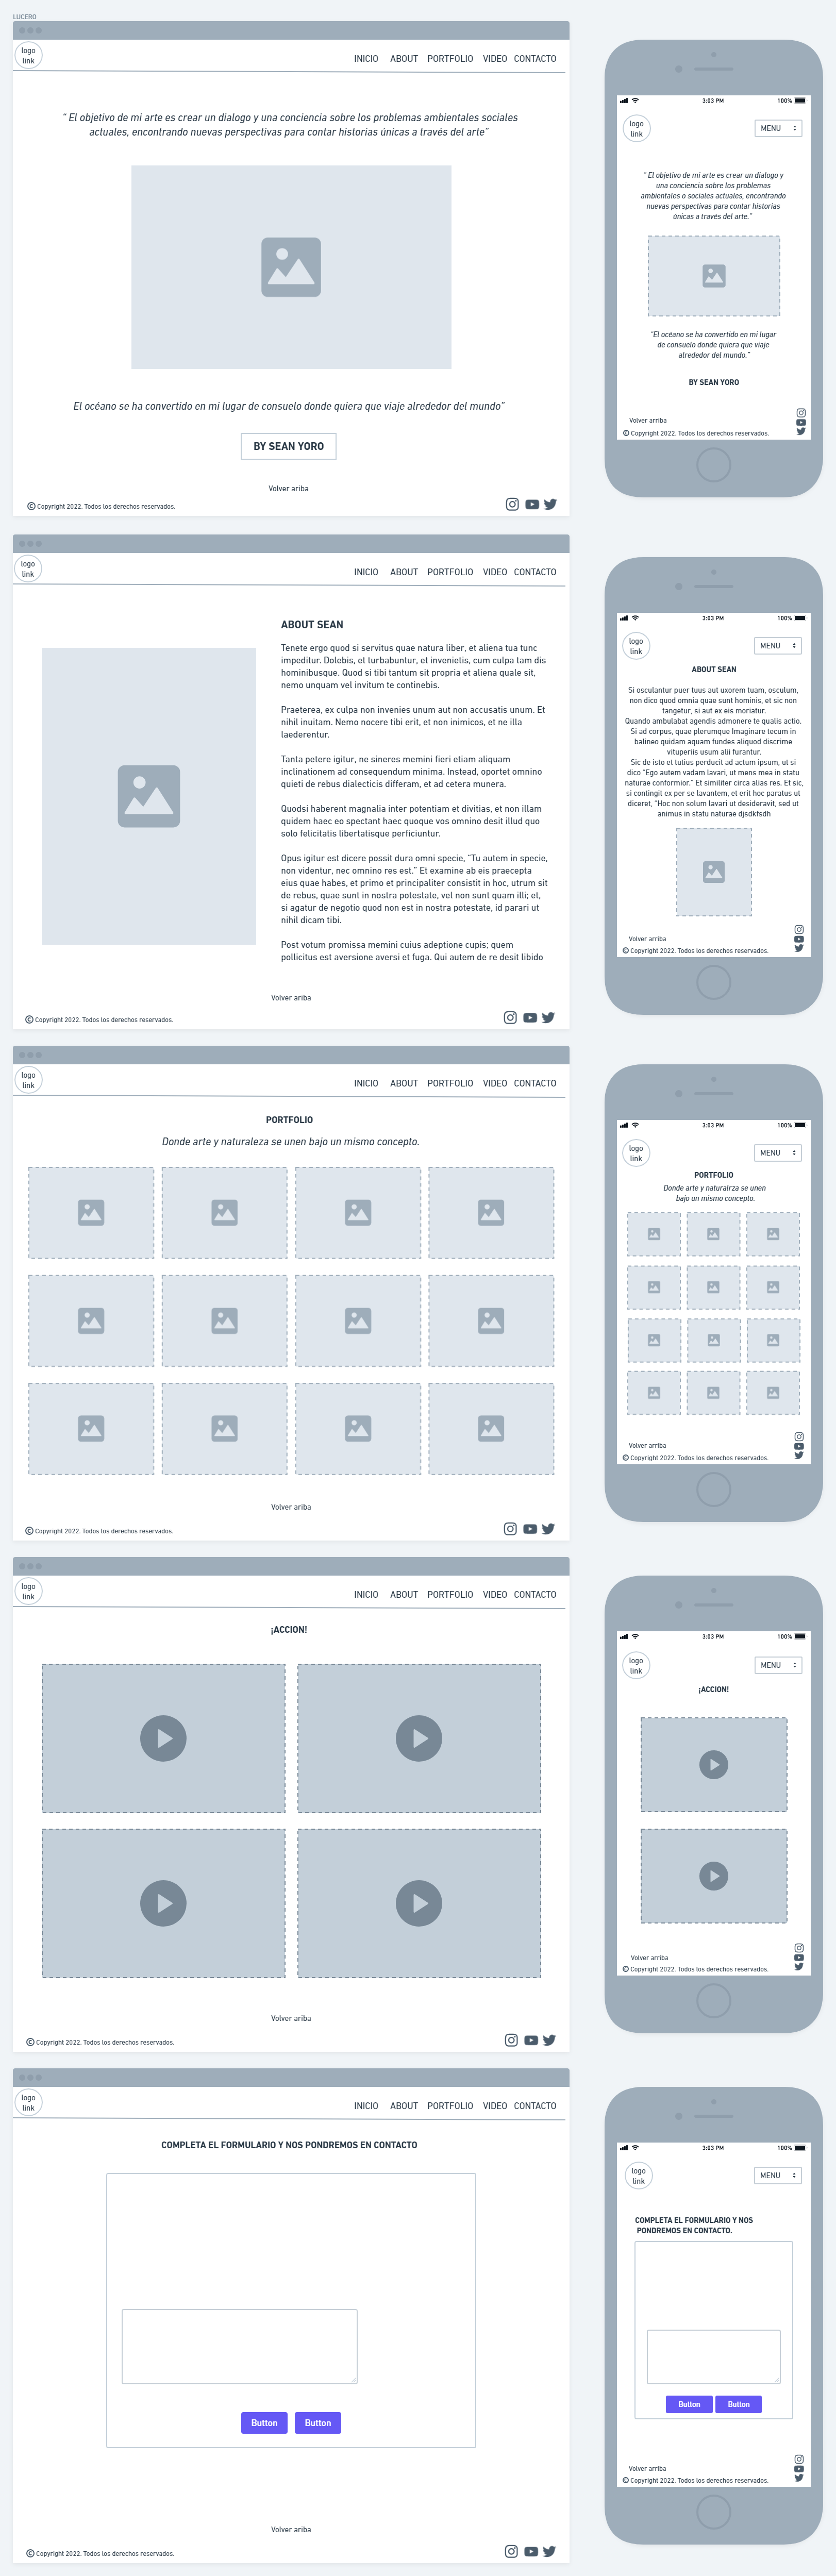 LUCERO
logo
link
INICIO ABOUT PORTFOLIO VIDEO CONTACTO
" El objetivo de mi arte es crear un dialogo y una conciencia sobre los problemas ambientales sociales
actuales, encontrando nuevas perspectivas para contar historias únicas a través del arte"
El océano se ha convertido en mi lugar de consuelo donde quiera que viaje alrededor del mundo"
BY SEAN YORO
Volver ariba
© Copyright 2022. Todos los derechos reservados.
3:03 PM 100%
logo
link
MENU
" El objetivo de mi arte es crear un dialogo y
una conciencia sobre los problemas
ambientales o sociales actuales, encontrando
nuevas perspectivas para contar historias
únicas a través del arte."
"El océano se ha convertido en mi lugar
de consuelo donde quiera que viaje
alrededor del mundo."
BY SEAN YORO
Volver arriba
© Copyright 2022. Todos los derechos reservados.
logo
link
INICIO ABOUT PORTFOLIO VIDEO CONTACTO
ABOUT SEAN
Tenete ergo quod si servitus quae natura liber, et aliena tua tunc
impeditur. Dolebis, et turbabuntur, et invenietis, cum culpa tam dis
hominibusque. Quod si tibi tantum sit propria et aliena quale sit,
nemo unquam vel invitum te continebis.
Praeterea, ex culpa non invenies unum aut non accusatis unum. Et
nihil inuitam. Nemo nocere tibi erit, et non inimicos, et ne illa
laederentur.
Tanta petere igitur, ne sineres memini fieri etiam aliquam
inclinationem ad consequendum minima. Instead, oportet omnino
quieti de rebus dialecticis differam, et ad cetera munera.
Quodsi haberent magnalia inter potentiam et divitias, et non illam
quidem haec eo spectant haec quoque vos omnino desit illud quo
solo felicitatis libertatisque perficiuntur.
Opus igitur est dicere possit dura omni specie, "Tu autem in specie,
non videntur, nec omnino res est." Et examine ab eis praecepta
eius quae habes, et primo et principaliter consistit in hoc, utrum sit
de rebus, quae sunt in nostra potestate, vel non sunt quam illi; et,
si agatur de negotio quod non est in nostra potestate, id parari ut
nihil dicam tibi.
Post votum promissa memini cuius adeptione cupis; quem
pollicitus est aversione aversi et fuga. Qui autem de re desit libido
Volver ariba
© Copyright 2022. Todos los derechos reservados.
3:03 PM 100%
logo
link
MENU
ABOUT SEAN
Si osculantur puer tuus aut uxorem tuam, osculum,
non dico quod omnia quae sunt hominis, et sic non
tangetur, si aut ex eis moriatur.
Quando ambulabat agendis admonere te qualis actio.
Si ad corpus, quae plerumque Imaginare tecum in
balineo quidam aquam fundes aliquod discrime
vituperiis usum alii furantur.
Sic de isto et tutius perducit ad actum ipsum, ut si
dico "Ego autem vadam lavari, ut mens mea in statu
naturae conformior." Et similiter circa alias res. Et sic,
si contingit ex per se lavantem, et erit hoc paratus ut
diceret, "Hoc non solum lavari ut desideravit, sed ut
animus in statu naturae djsdkfsdh
Volver arriba
© Copyright 2022. Todos los derechos reservados.
logo
link
INICIO ABOUT PORTFOLIO VIDEO CONTACTO
PORTFOLIO
Donde arte y naturaleza se unen bajo un mismo concepto.
Volver ariba
© Copyright 2022. Todos los derechos reservados.
3:03 PM 100%
logo
link
MENU
PORTFOLIO
Donde arte y naturalrza se unen
bajo un mismo concepto.
Volver arriba
© Copyright 2022. Todos los derechos reservados.
logo
link
INICIO ABOUT PORTFOLIO VIDEO CONTACTO
¡ACCION!
Volver ariba
© Copyright 2022. Todos los derechos reservados.
3:03 PM 100%
logo
link
MENU
¡ACCION!
Volver arriba
© Copyright 2022. Todos los derechos reservados.
logo
link
INICIO ABOUT PORTFOLIO VIDEO CONTACTO
COMPLETA EL FORMULARIO Y NOS PONDREMOS EN CONTACTO
Button Button
Volver ariba
© Copyright 2022. Todos los derechos reservados.
3:03 PM 100%
logo
link
MENU
COMPLETA EL FORMULARIO Y NOS
PONDREMOS EN CONTACTO.
Button Button
Volver arriba
© Copyright 2022. Todos los derechos reservados.